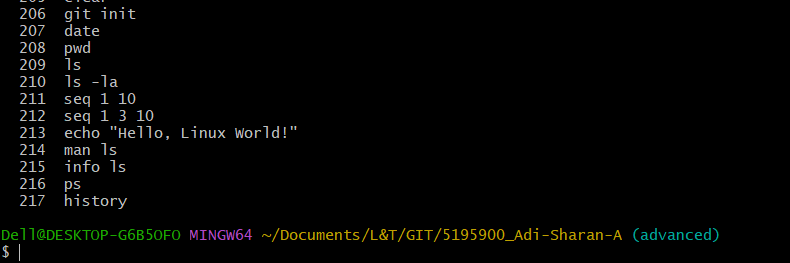 205 clear
206 git init
207 date
208 pwd
209 ls
210 ls -la
211 seq 1 10
212 seq 1 3 10
213 echo "Hello, Linux World!"
214 man ls
215 info ls
216 ps
217 history
Dell@DESKTOP-G6B5OFO MINGW64 ~/Documents/L&T/GIT/5195900_Adi-Sharan-A (advanced)
$